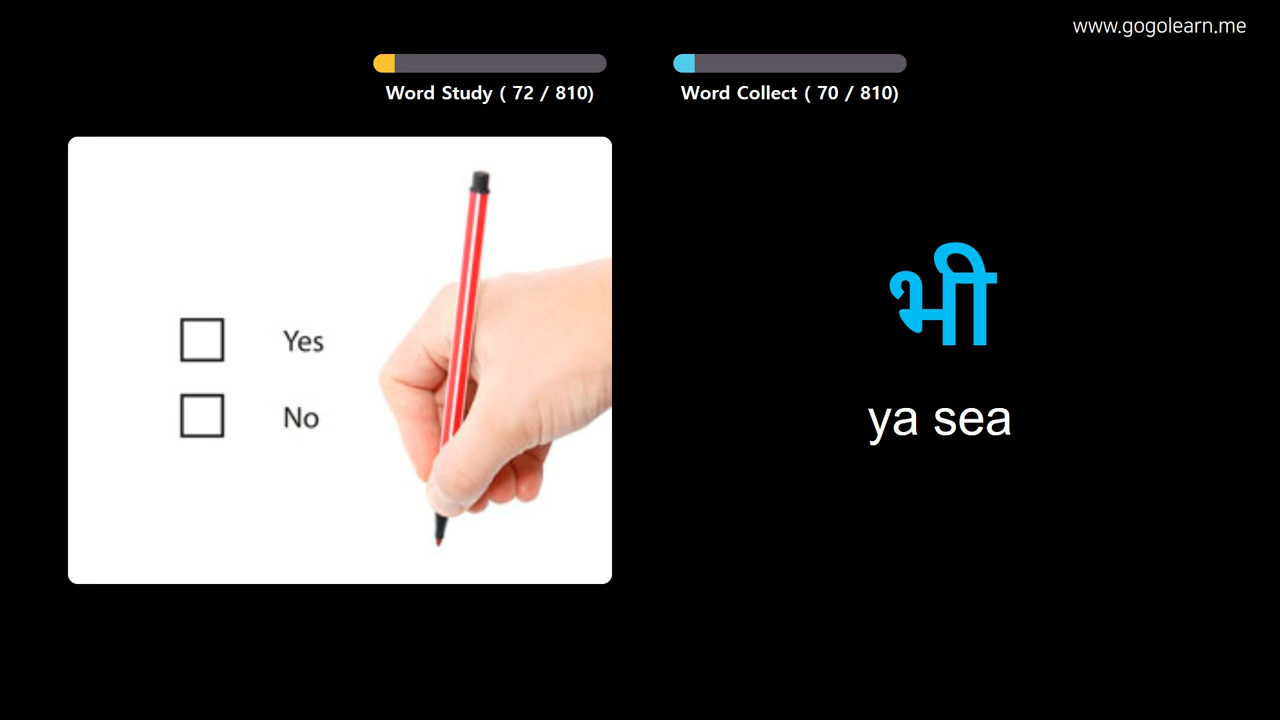 www.gogolearn.me
Word Study ( 72 / 810)
Word Collect ( 70 / 810)
Yes
No
भी
ya sea